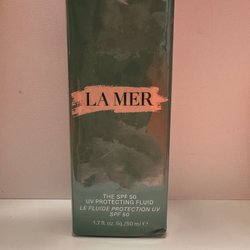 LA MER
THE SPF 50
UV PROTECTING FLUID
LE FLUIDE PROTECTION UV
SPF 50
1.7 fl. oz. liq./50 ml ℮